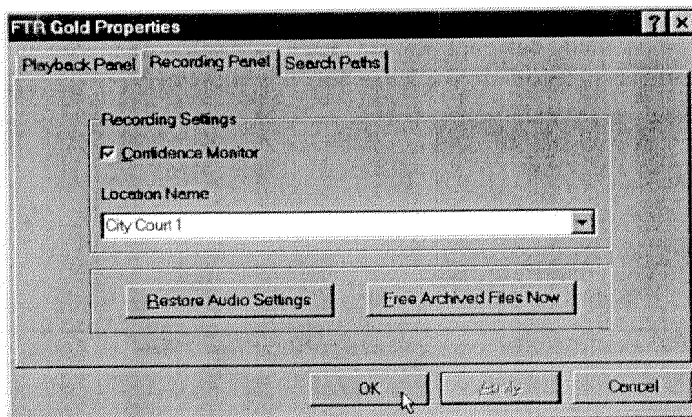 FTR Gold Properties
Playback Panel Recording Panel Search Paths
Recording Settings
Confidence Monitor
Location Name
City Court 1
Restore Audio Settings Free Archived Files Now
OK Apply Cancel